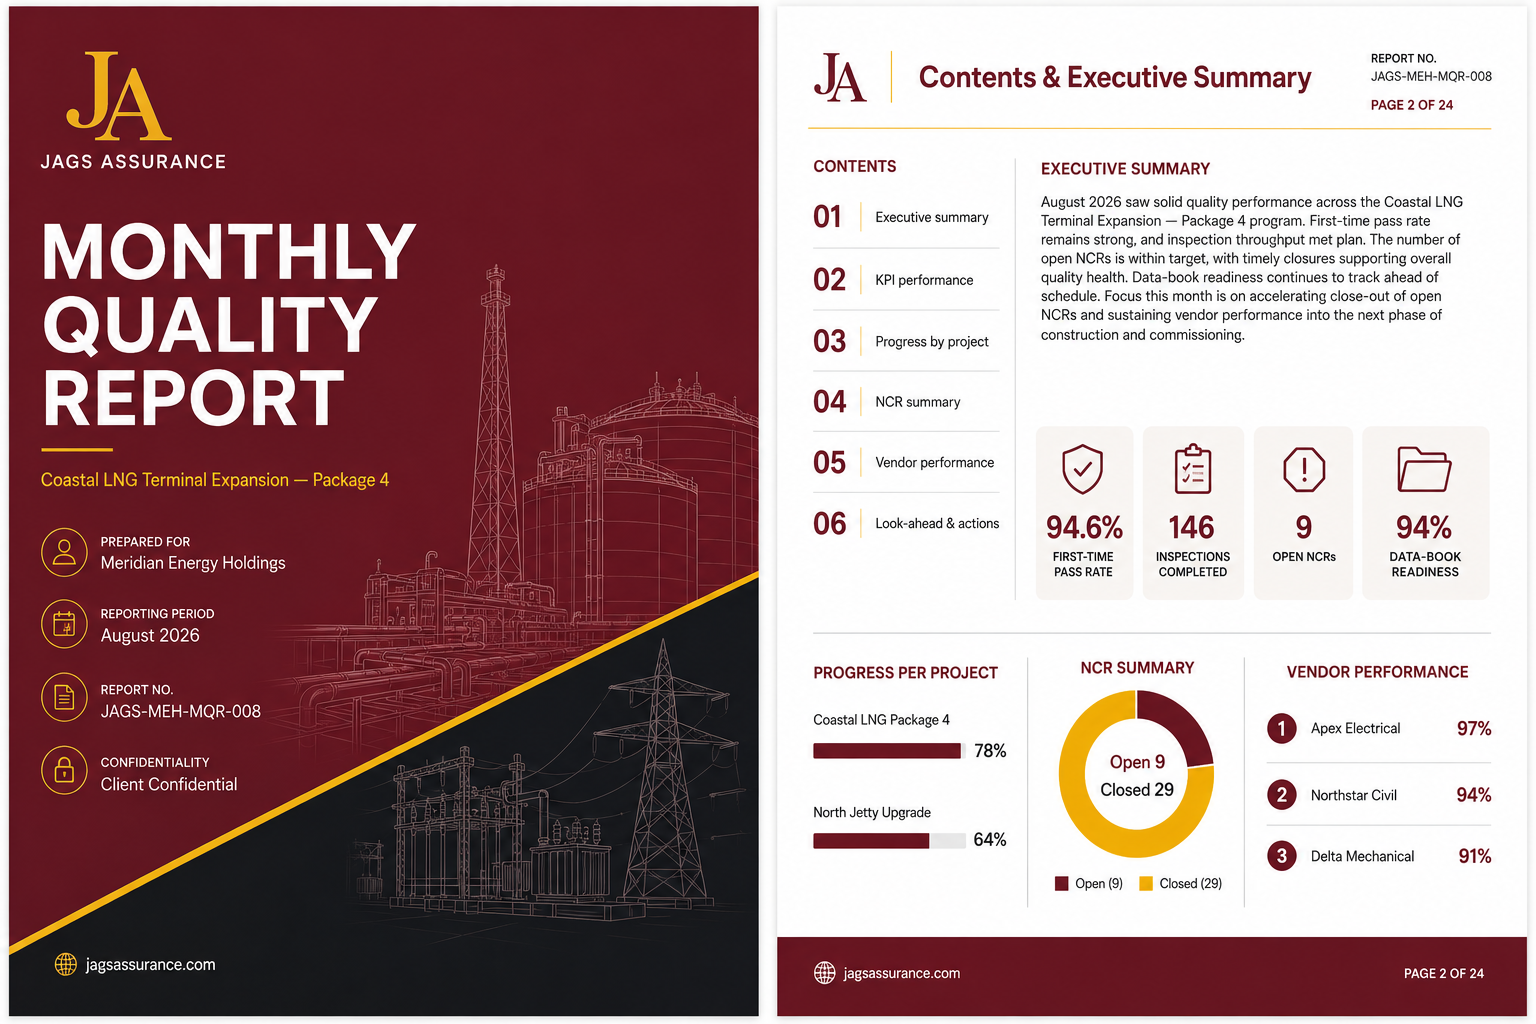 JA
JAGS ASSURANCE
MONTHLY
QUALITY
REPORT
Coastal LNG Terminal Expansion — Package 4
PREPARED FOR
Meridian Energy Holdings
REPORTING PERIOD
August 2026
REPORT NO.
JAGS-MEH-MQR-008
CONFIDENTIALITY
Client Confidential
jagsassurance.com
JA
Contents & Executive Summary
REPORT NO.
JAGS-MEH-MQR-008
PAGE 2 OF 24
CONTENTS
01 Executive summary
02 KPI performance
03 Progress by project
04 NCR summary
05 Vendor performance
06 Look-ahead & actions
EXECUTIVE SUMMARY
August 2026 saw solid quality performance across the Coastal LNG
Terminal Expansion — Package 4 program. First-time pass rate
remains strong, and inspection throughput met plan. The number of
open NCRs is within target, with timely closures supporting overall
quality health. Data-book readiness continues to track ahead of
schedule. Focus this month is on accelerating close-out of open
NCRs and sustaining vendor performance into the next phase of
construction and commissioning.
94.6%
FIRST-TIME
PASS RATE
146
INSPECTIONS
COMPLETED
9
OPEN NCRs
94%
DATA-BOOK
READINESS
PROGRESS PER PROJECT
Coastal LNG Package 4
78%
North Jetty Upgrade
64%
NCR SUMMARY
Open 9
Closed 29
Open (9) Closed (29)
VENDOR PERFORMANCE
1 Apex Electrical 97%
2 Northstar Civil 94%
3 Delta Mechanical 91%
jagsassurance.com
PAGE 2 OF 24